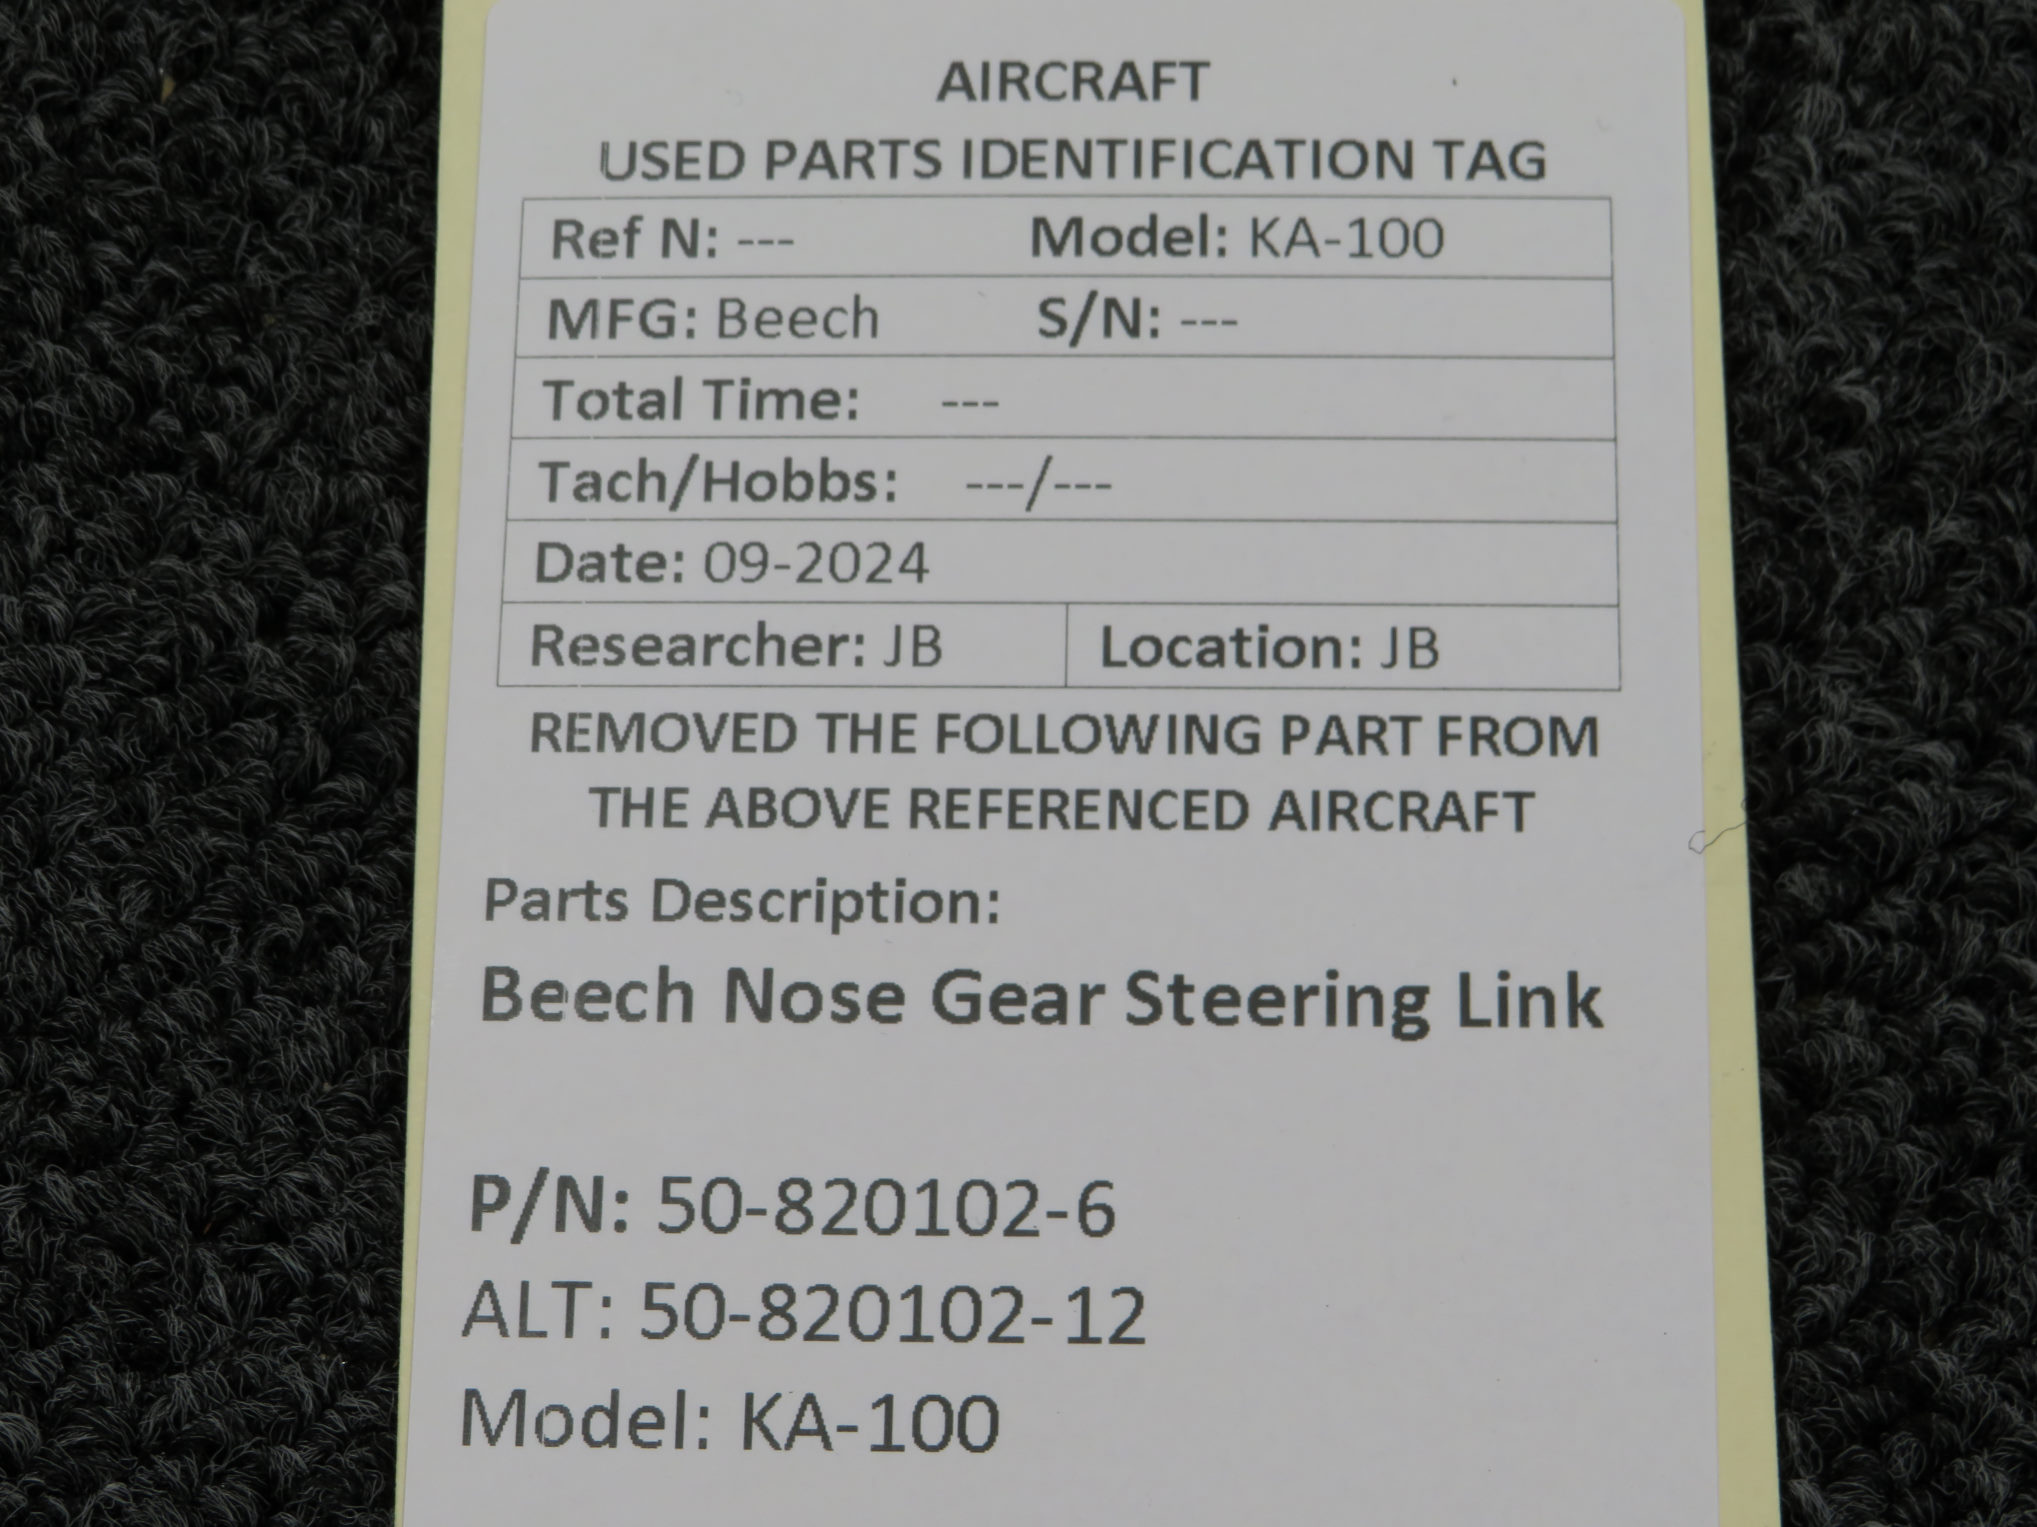 AIRCRAFT
USED PARTS IDENTIFICATION TAG
Ref N: --- Model: KA-100
MFG: Beech S/N: ---
Total Time: ---
Tach/Hobbs: ---/---
Date: 09-2024
Researcher: JB Location: JB
REMOVED THE FOLLOWING PART FROM
THE ABOVE REFERENCED AIRCRAFT
Parts Description:
Beech Nose Gear Steering Link
P/N: 50-820102-6
ALT: 50-820102-12
Model: KA-100